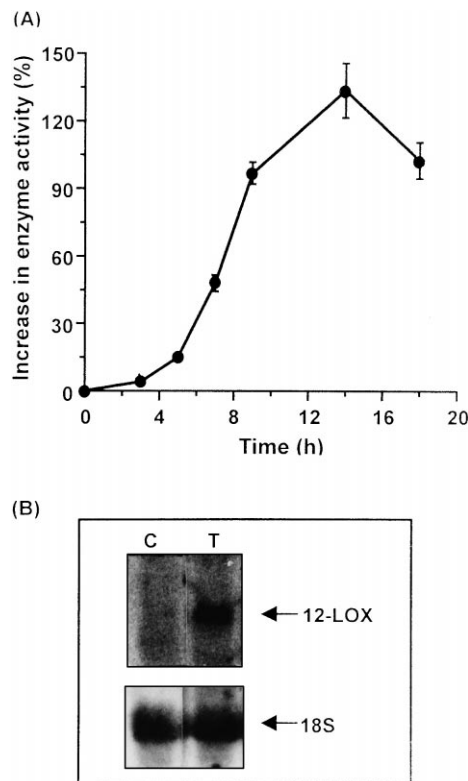 (A)
Increase in enzyme activity (%)
150
120
90
60
30
0
0 4 8 12 16 20
Time (h)
(B)
C T
12-LOX
18S